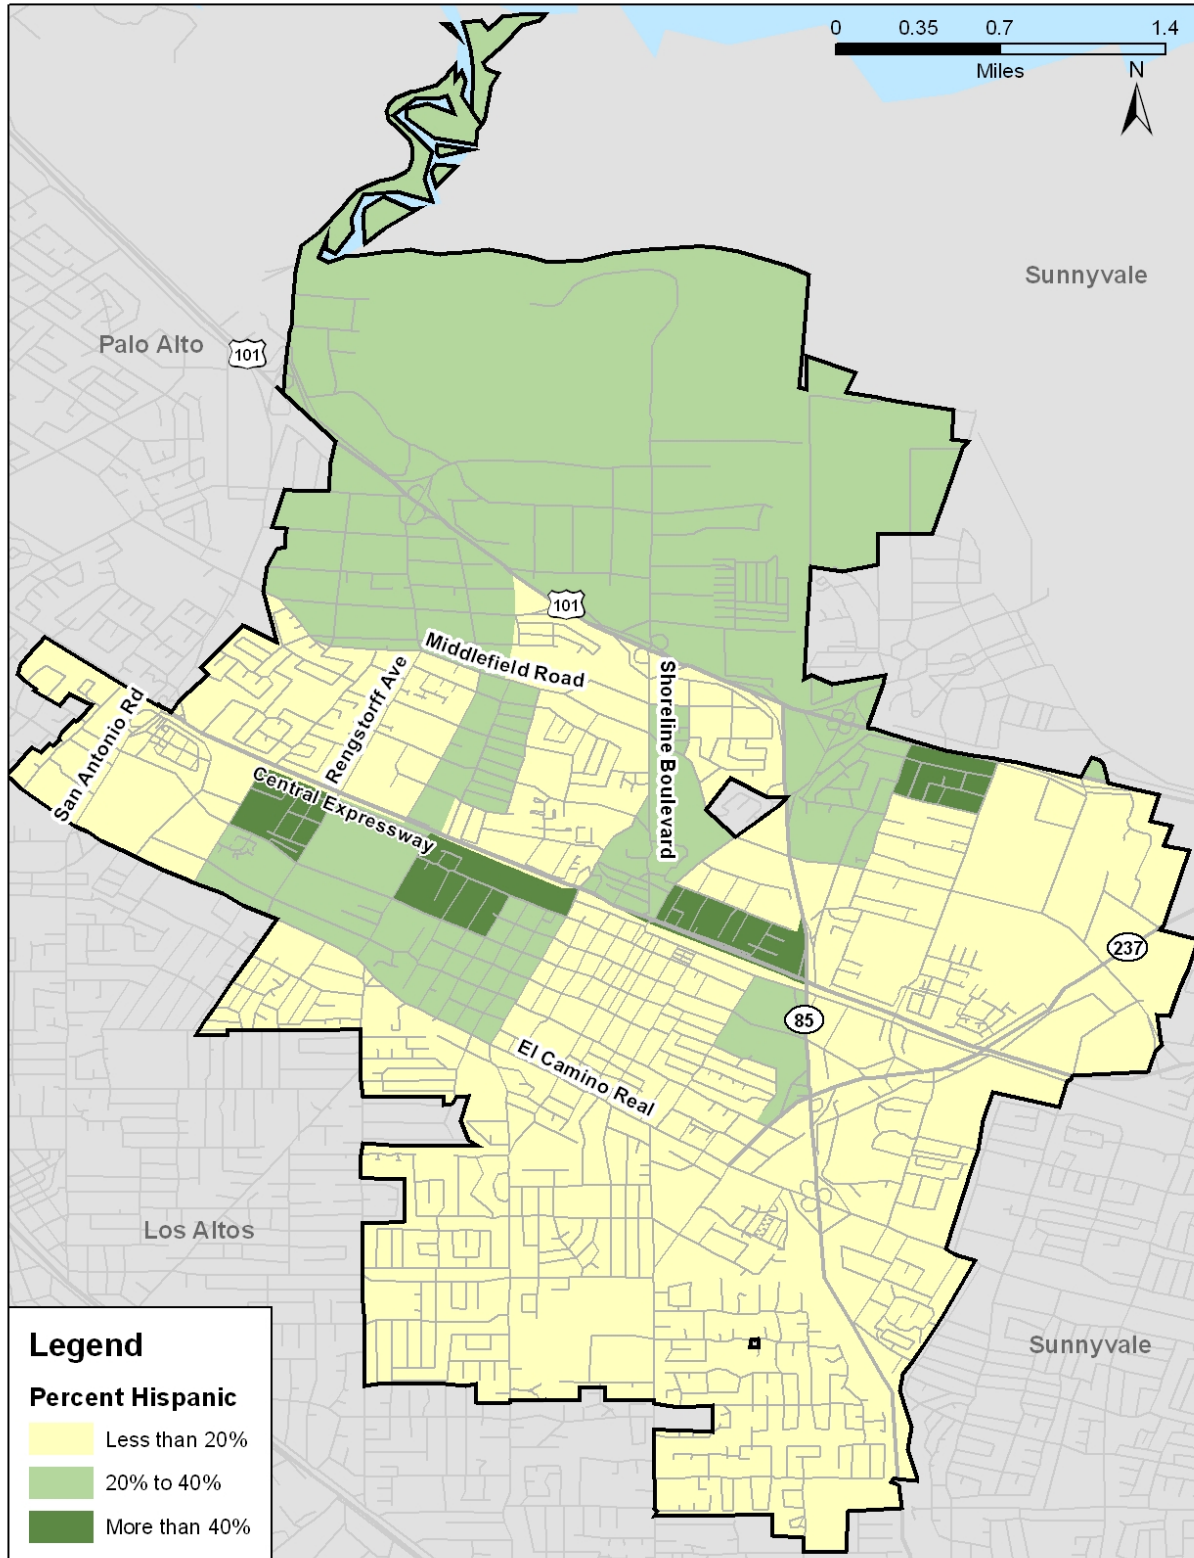 0 0.35 0.7 1.4
Miles
N
Sunnyvale
Palo Alto
101
101
Middlefield Road
Rengstorff Ave
Shoreline Boulevard
San Antonio Rd
Central Expressway
237
85
El Camino Real
Los Altos
Sunnyvale
Legend
Percent Hispanic
Less than 20%
20% to 40%
More than 40%